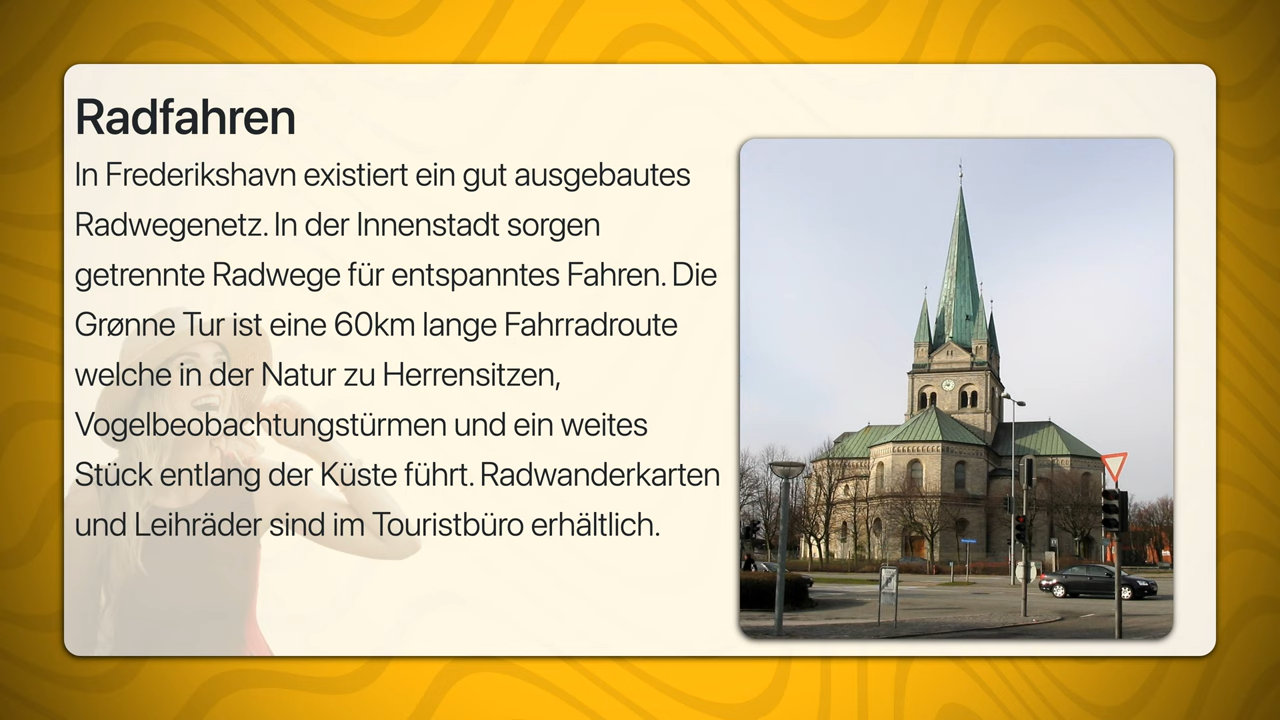 Radfahren
In Frederikshavn existiert ein gut ausgebautes
Radwegenetz. In der Innenstadt sorgen
getrennte Radwege für entspanntes Fahren. Die
Grønne Tur ist eine 60km lange Fahrradroute
welche in der Natur zu Herrensitzen,
Vogelbeobachtungstürmen und ein weites
Stück entlang der Küste führt. Radwanderkarten
und Leihräder sind im Touristbüro erhältlich.